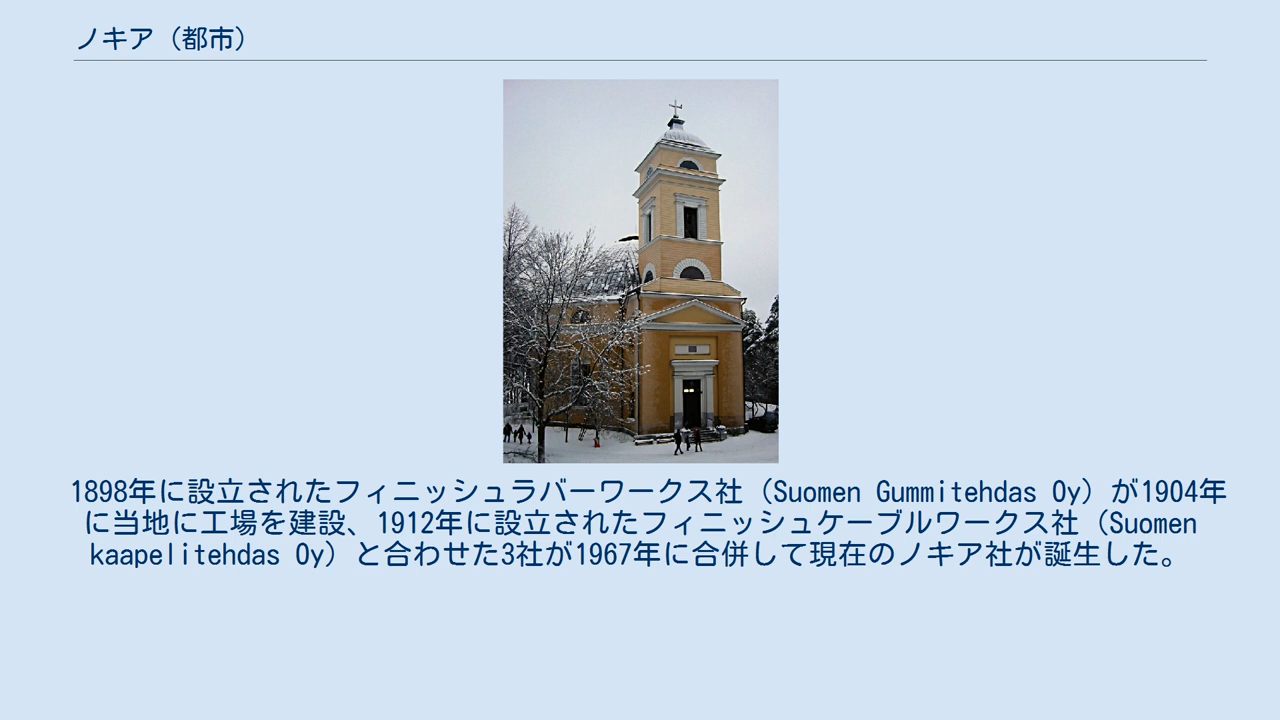 ノキア（都市）
1898年に設立されたフィニッシュラバーワークス社（Suomen Gummitehdas Oy）が1904年
に当地に工場を建設、1912年に設立されたフィニッシュケーブルワークス社（Suomen
kaapelitehdas Oy）と合わせた3社が1967年に合併して現在のノキア社が誕生した。